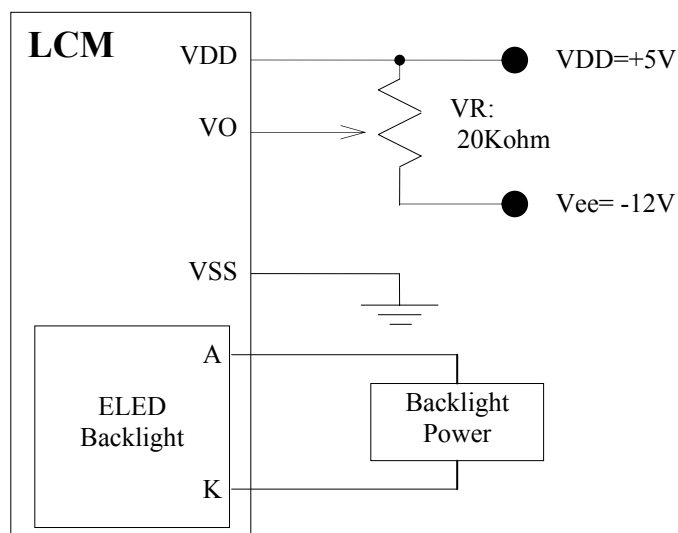 LCM
VDD
VDD=+5V
VR:
20Kohm
VO
Vee= -12V
VSS
A
ELED
Backlight
Backlight
Power
K